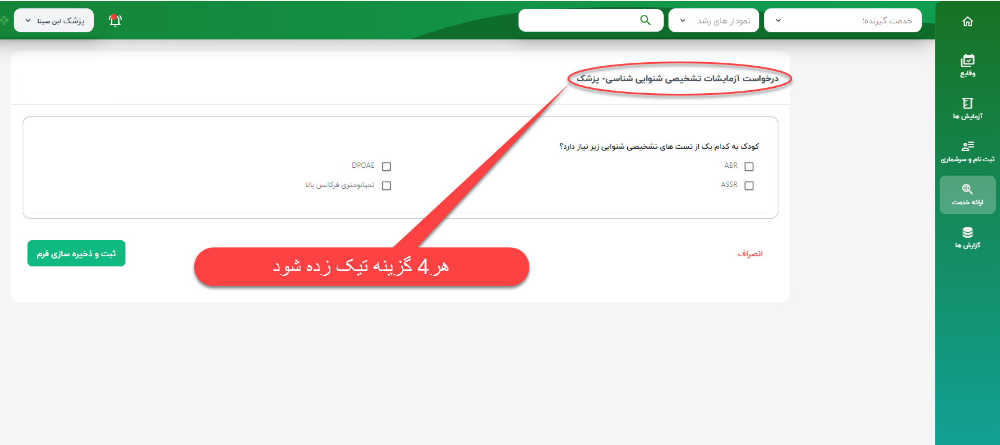 خدمت گیرنده:
نمودار های رشد
پزشک ابن سینا
وقایع
آزمایش ها
ثبت نام و سرشماری
ارائه خدمت
گزارش ها
درخواست آزمایشات تشخیصی شنوایی شناسی- پزشک
کودک به کدام یک از تست های تشخیصی شنوایی زیر نیاز دارد؟
ABR
DPOAE
ASSR
تمپانومتری فرکانس بالا
انصراف
ثبت و ذخیره سازی فرم
هر 4 گزینه تیک زده شود